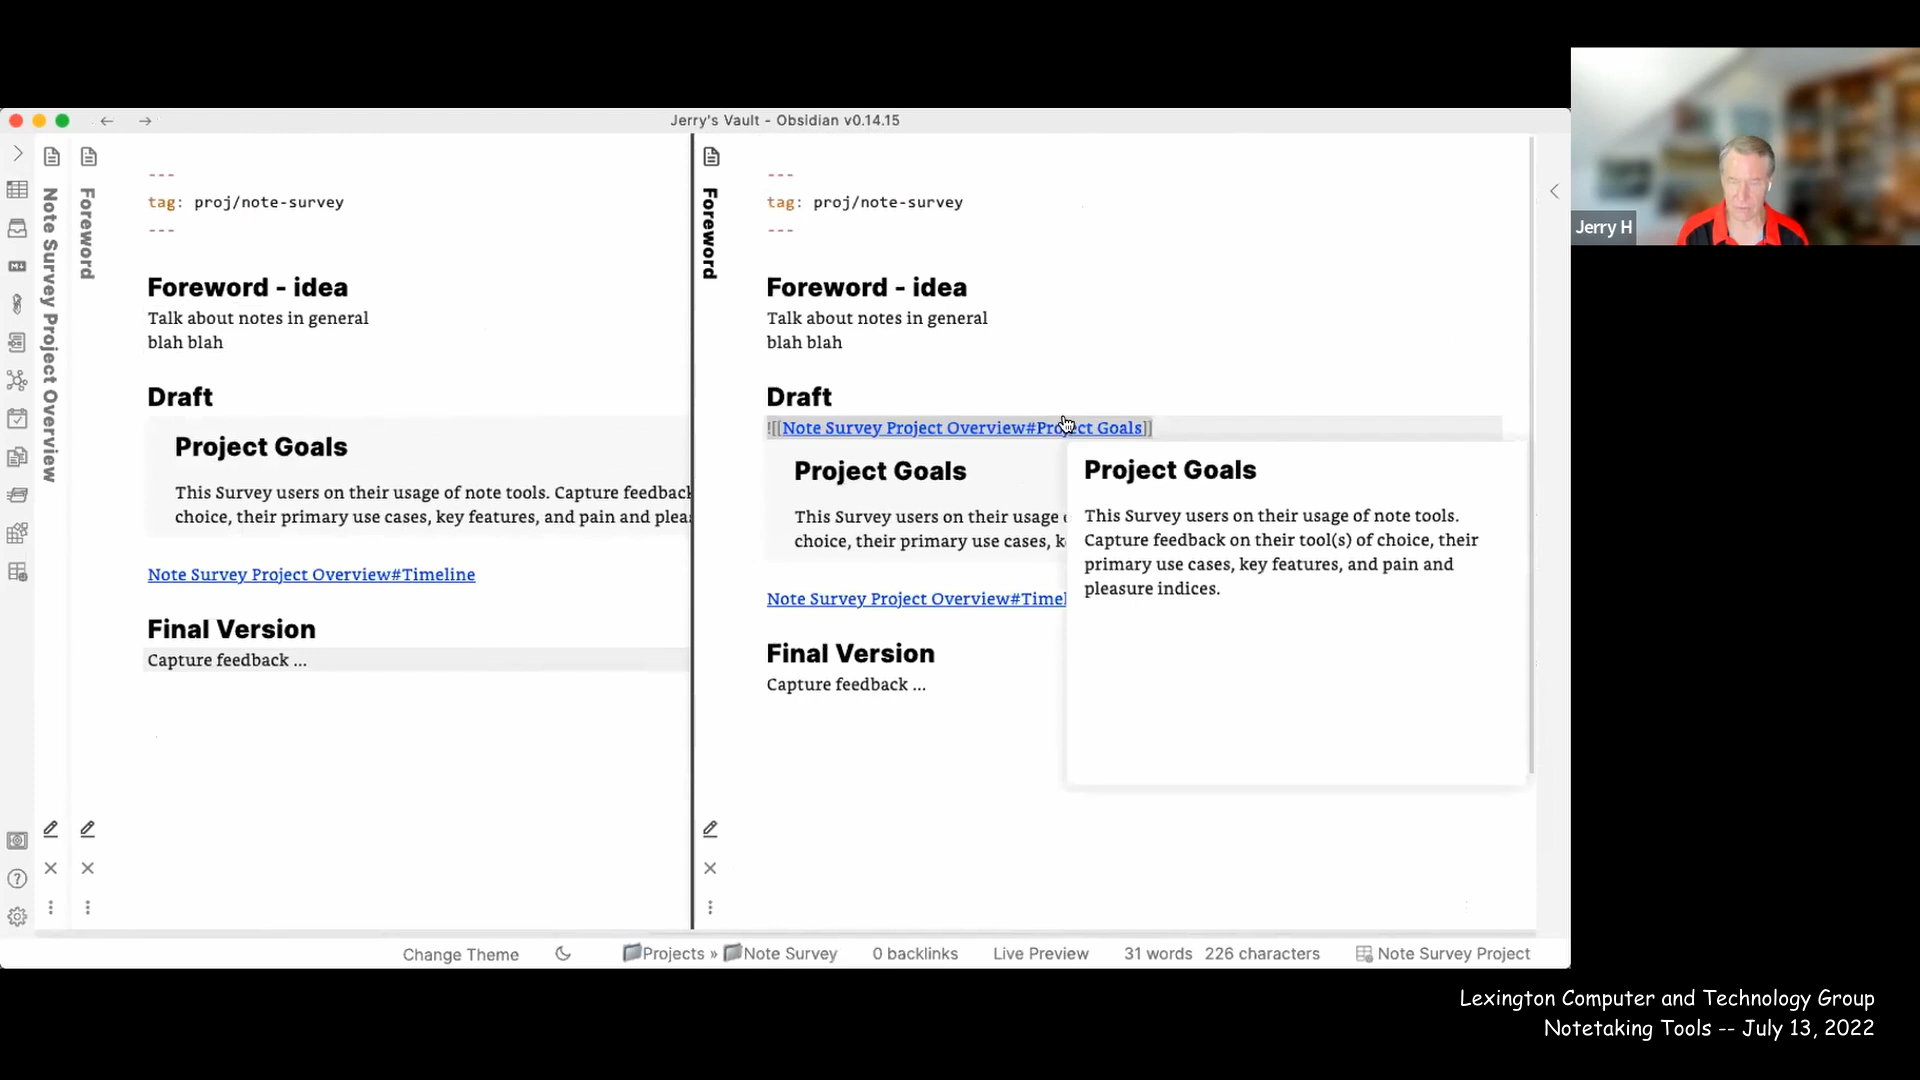 Jerry's Vault - Obsidian v0.14.15
Note Survey Project Overview
Foreword
---
tag: proj/note-survey
---
Foreword - idea
Talk about notes in general
blah blah
Draft
Project Goals
This Survey users on their usage of note tools. Capture feedback
choice, their primary use cases, key features, and pain and plea
Note Survey Project Overview#Timeline
Final Version
Capture feedback ...
Foreword
---
tag: proj/note-survey
---
Foreword - idea
Talk about notes in general
blah blah
Draft
![[Note Survey Project Overview#Project Goals]]
Project Goals
This Survey users on their usage
choice, their primary use cases, k
Note Survey Project Overview#Timel
Final Version
Capture feedback ...
Project Goals
This Survey users on their usage of note tools.
Capture feedback on their tool(s) of choice, their
primary use cases, key features, and pain and
pleasure indices.
Change Theme
Projects » Note Survey
0 backlinks
Live Preview
31 words 226 characters
Note Survey Project
Jerry H
Lexington Computer and Technology Group
Notetaking Tools -- July 13, 2022